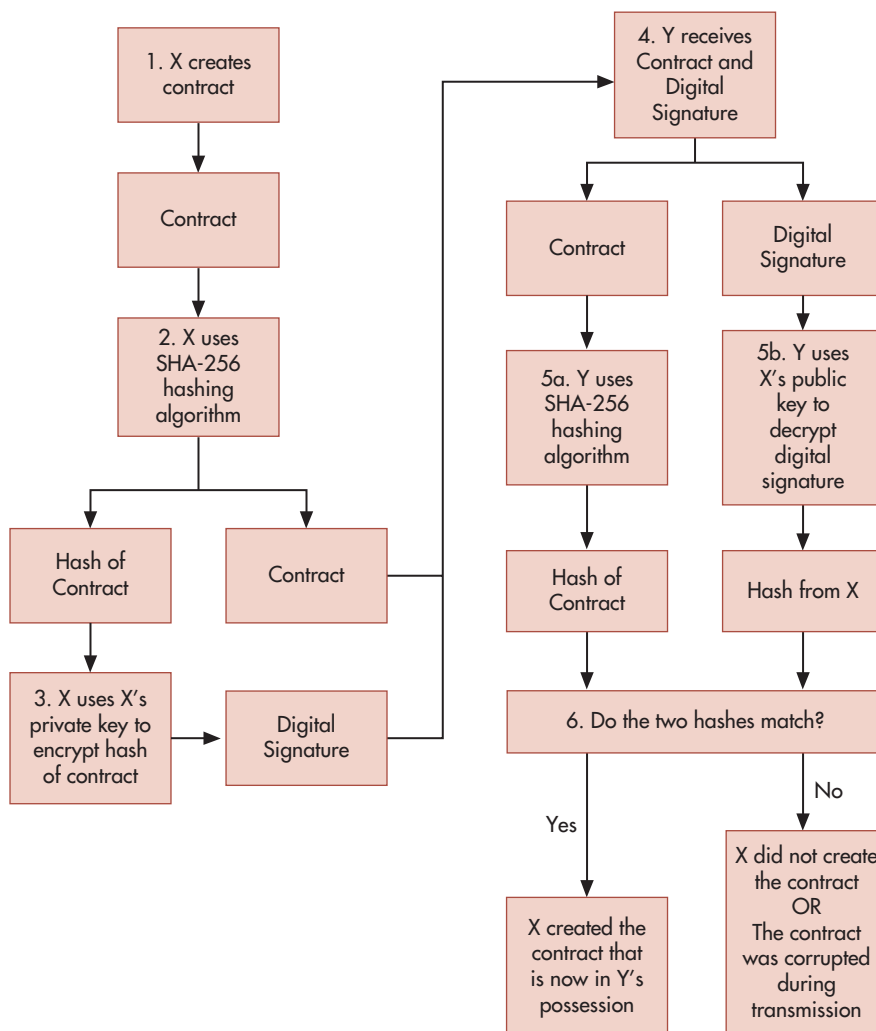 1. X creates
contract
Contract
2. X uses
SHA-256
hashing
algorithm
Hash of
Contract
Contract
3. X uses X’s
private key to
encrypt hash
of contract
Digital
Signature
4. Y receives
Contract and
Digital
Signature
Contract
Digital
Signature
5a. Y uses
SHA-256
hashing
algorithm
5b. Y uses
X’s public
key to
decrypt
digital
signature
Hash of
Contract
Hash from X
6. Do the two hashes match?
Yes
No
X created the
contract that
is now in Y’s
possession
X did not create
the contract
OR
The contract
was corrupted
during
transmission